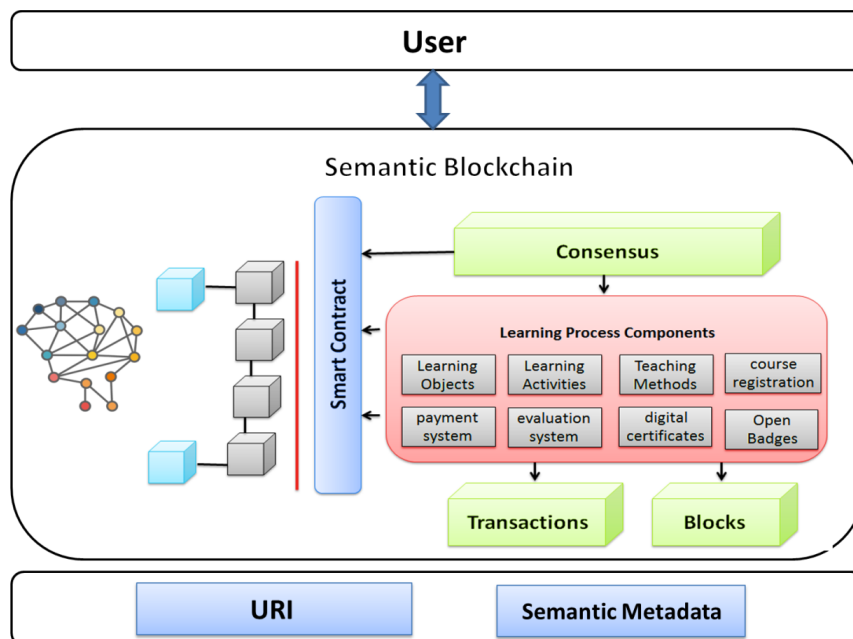 User
Semantic Blockchain
Smart Contract
Consensus
Learning Process Components
Learning
Objects
Learning
Activities
Teaching
Methods
course
registration
payment
system
evaluation
system
digital
certificates
Open
Badges
Transactions
Blocks
URI
Semantic Metadata